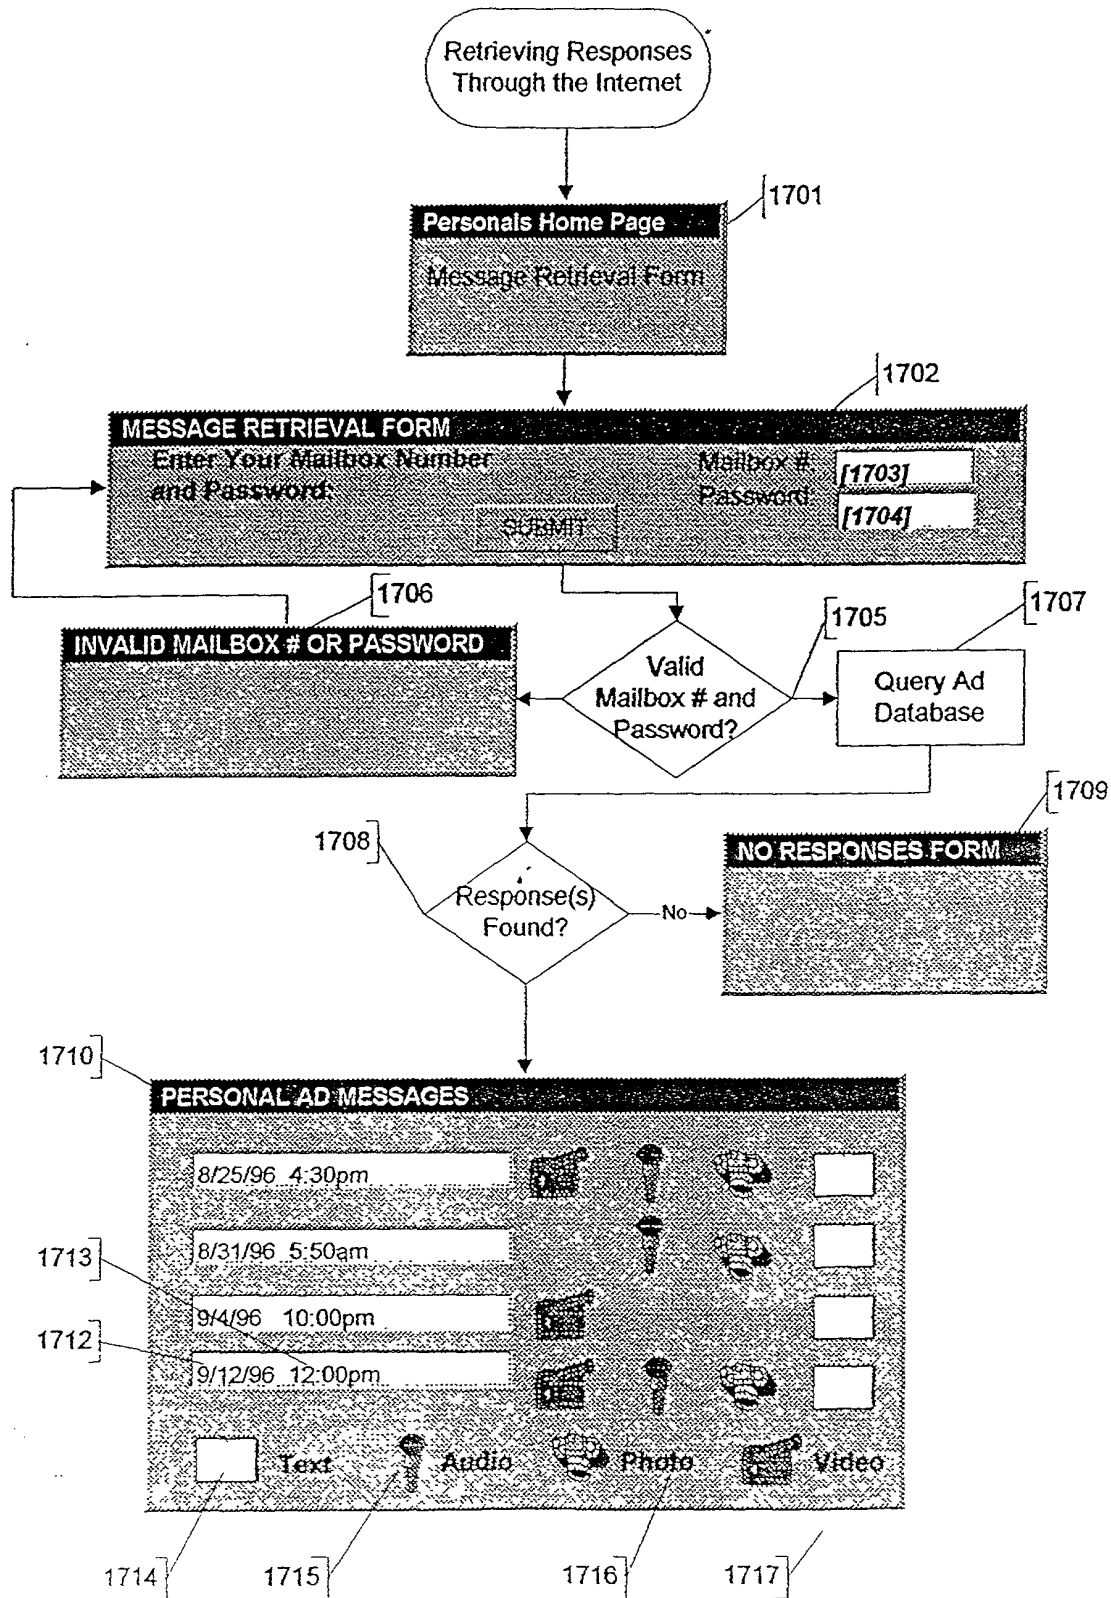 Retrieving Responses
Through the Internet
1701
Personals Home Page
Message Retrieval Form
1702
MESSAGE RETRIEVAL FORM
Enter Your Mailbox Number
and Password:
Mailbox #:
[1703]
Password:
[1704]
SUBMIT
1706
1705
1707
INVALID MAILBOX # OR PASSWORD
Valid
Mailbox # and
Password?
Query Ad
Database
1708
1709
NO RESPONSES FORM
Response(s)
Found?
No
1710
PERSONAL AD MESSAGES
8/25/96 4:30pm
8/31/96 5:50am
1713
9/4/96 10:00pm
1712
9/12/96 12:00pm
Text
Audio
Photo
Video
1714
1715
1716
1717